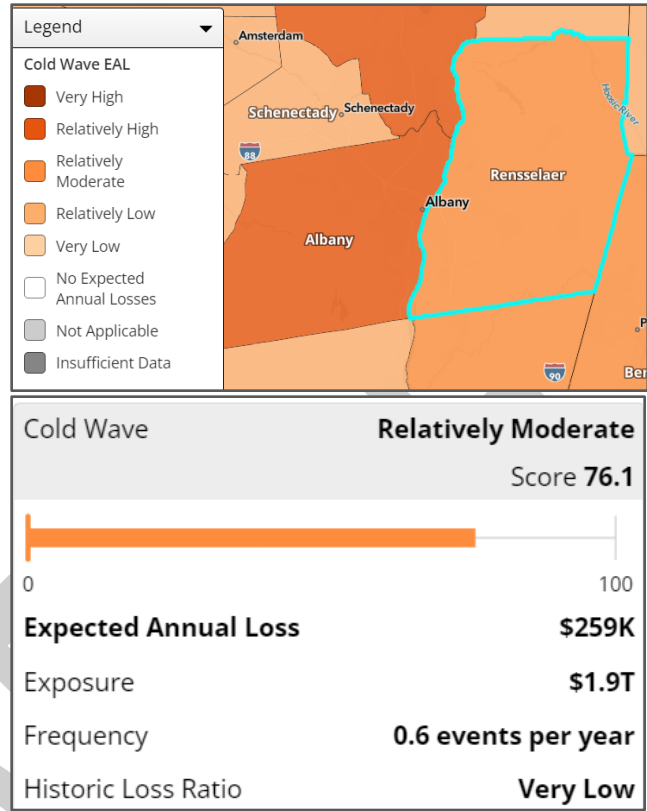 Legend
Cold Wave EAL
Very High
Relatively High
Relatively
Moderate
Relatively Low
Very Low
No Expected
Annual Losses
Not Applicable
Insufficient Data
Amsterdam
Schenectady
Schenectady
88
Hoosic River
Rensselaer
Albany
Albany
P
90
Ber
Cold Wave
Relatively Moderate
Score 76.1
0
100
Expected Annual Loss
$259K
Exposure
$1.9T
Frequency
0.6 events per year
Historic Loss Ratio
Very Low